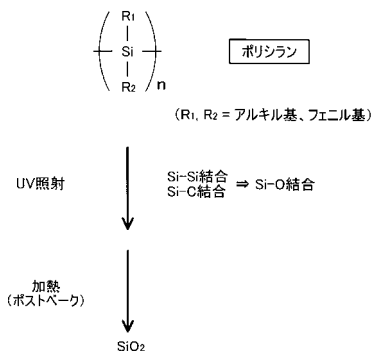 R1
Si
R2
n
ポリシラン
(R1, R2 = アルキル基、フェニル基)
UV照射
Si-Si結合
Si-C結合
⇒ Si-O結合
加熱
(ポストベーク)
SiO2